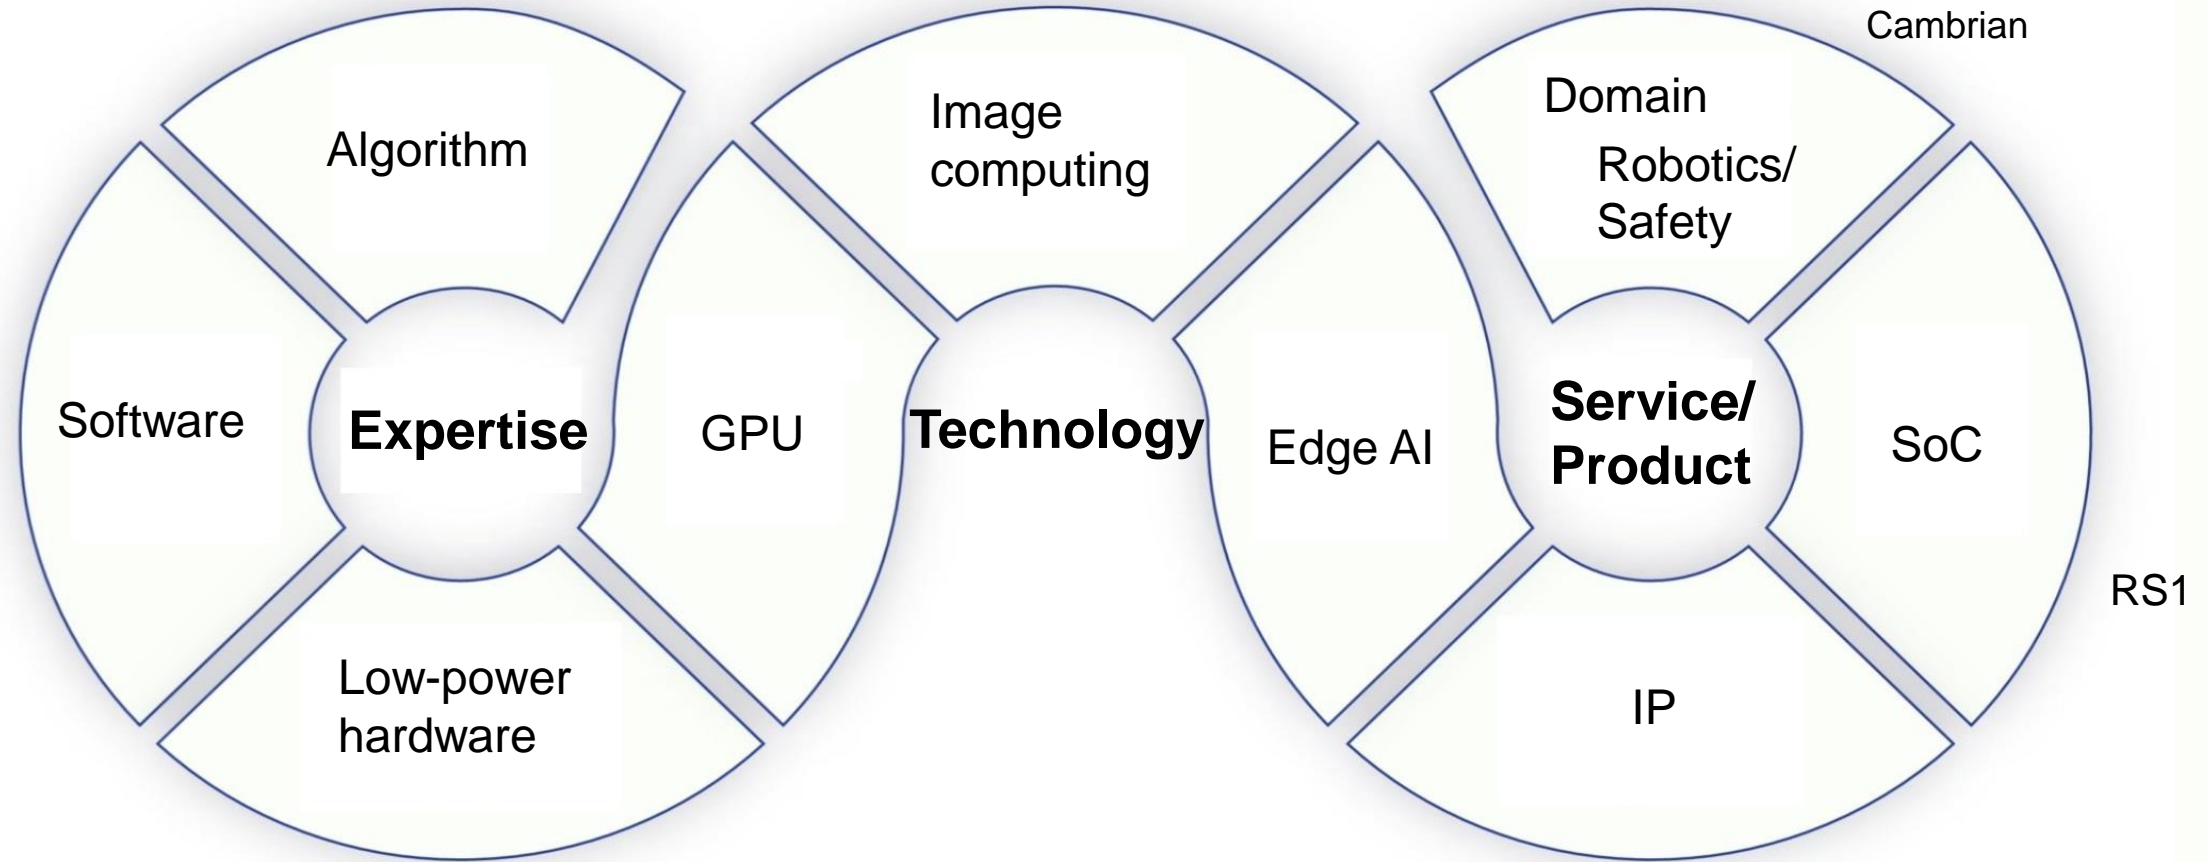 Cambrian
Algorithm
Image
computing
Domain
Robotics/
Safety
Software
Expertise
GPU
Technology
Edge AI
Service/
Product
SoC
RS1
Low-power
hardware
IP